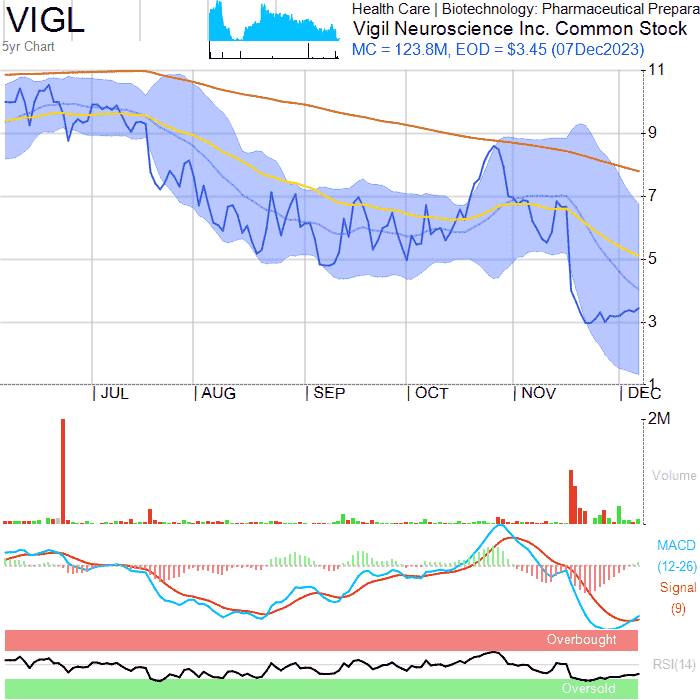 VIGL
5yr Chart
Health Care | Biotechnology: Pharmaceutical Prepara
Vigil Neuroscience Inc. Common Stock
MC = 123.8M, EOD = $3.45 (07Dec2023)
11
9
7
5
3
1
JUL AUG SEP OCT NOV DEC
2M
Volume
MACD
(12-26)
Signal
(9)
Overbought
RSI(14)
Oversold